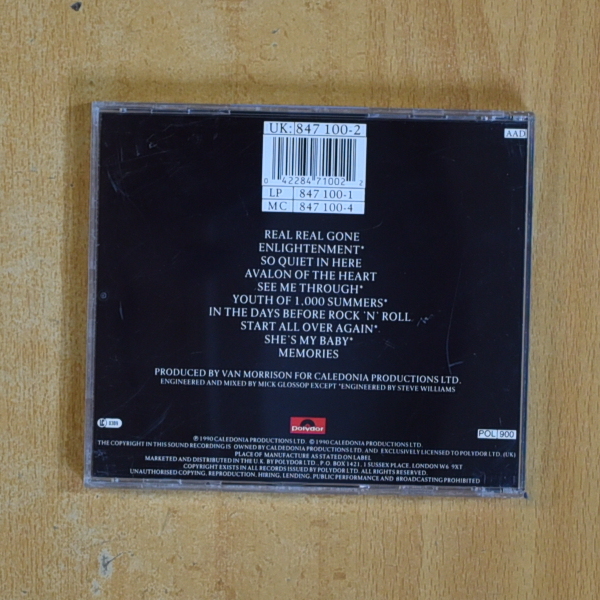 UK: 847 100-2
AAD
0 42284 71002 2
LP 847 100-1
MC 847 100-4
REAL REAL GONE
ENLIGHTENMENT*
SO QUIET IN HERE
AVALON OF THE HEART
SEE ME THROUGH*
YOUTH OF 1,000 SUMMERS*
IN THE DAYS BEFORE ROCK 'N' ROLL
START ALL OVER AGAIN*
SHE'S MY BABY*
MEMORIES
PRODUCED BY VAN MORRISON FOR CALEDONIA PRODUCTIONS LTD.
ENGINEERED AND MIXED BY MICK GLOSSOP EXCEPT *ENGINEERED BY STEVE WILLIAMS
Polydor
POL 900
℗ 1990 CALEDONIA PRODUCTIONS LTD. © 1990 CALEDONIA PRODUCTIONS LTD.
THE COPYRIGHT IN THIS SOUND RECORDING IS OWNED BY CALEDONIA PRODUCTIONS LTD. AND EXCLUSIVELY LICENSED TO POLYDOR LTD. (UK)
PLACE OF MANUFACTURE AS STATED ON LABEL
MARKETED AND DISTRIBUTED IN THE U.K. BY POLYDOR LTD., P.O. BOX 1421, 1 SUSSEX PLACE, LONDON W6 9XT
COPYRIGHT EXISTS IN ALL RECORDS ISSUED BY POLYDOR LTD. ALL RIGHTS RESERVED.
UNAUTHORISED COPYING, REPRODUCTION, HIRING, LENDING, PUBLIC PERFORMANCE AND BROADCASTING PROHIBITED